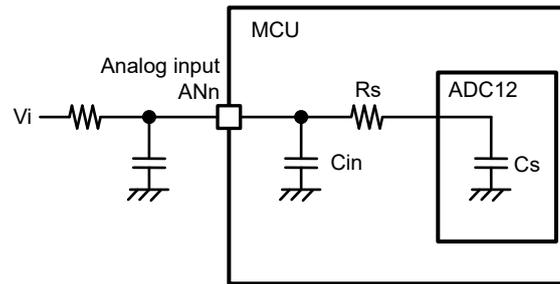 MCU
Analog input
ANn
Rs
ADC12
Vi
Cin
Cs